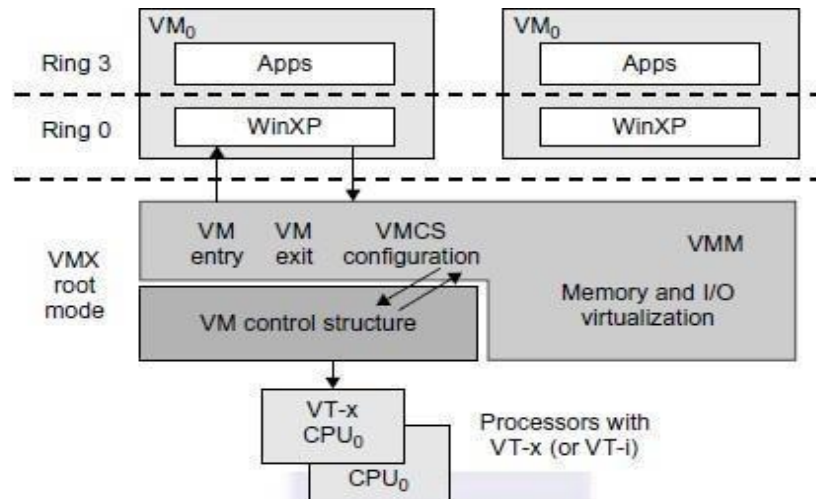 VM0
VM0
Ring 3
Apps
Apps
Ring 0
WinXP
WinXP
VM
entry
VM
exit
VMCS
configuration
VMM
VMX
root
mode
Memory and I/O
virtualization
VM control structure
VT-x
CPU0
Processors with
VT-x (or VT-i)
CPU0